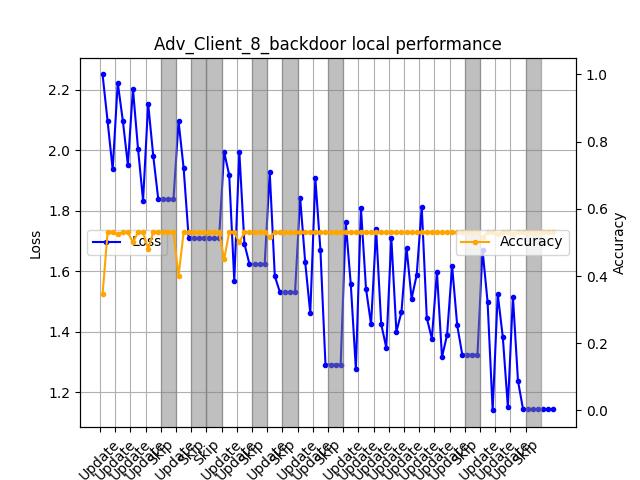 Adv_Client_8_backdoor local performance
2.2
2.0
1.8
1.6
1.4
1.2
Loss
Loss
Accuracy
1.0
0.8
0.6
0.4
0.2
0.0
Accuracy
Update
Update
Update
Update
Skip
Update
Skip
Skip
Update
Update
Skip
Update
Skip
Update
Update
Skip
Update
Update
Update
Update
Update
Update
Update
Update
Skip
Update
Update
Update
Skip